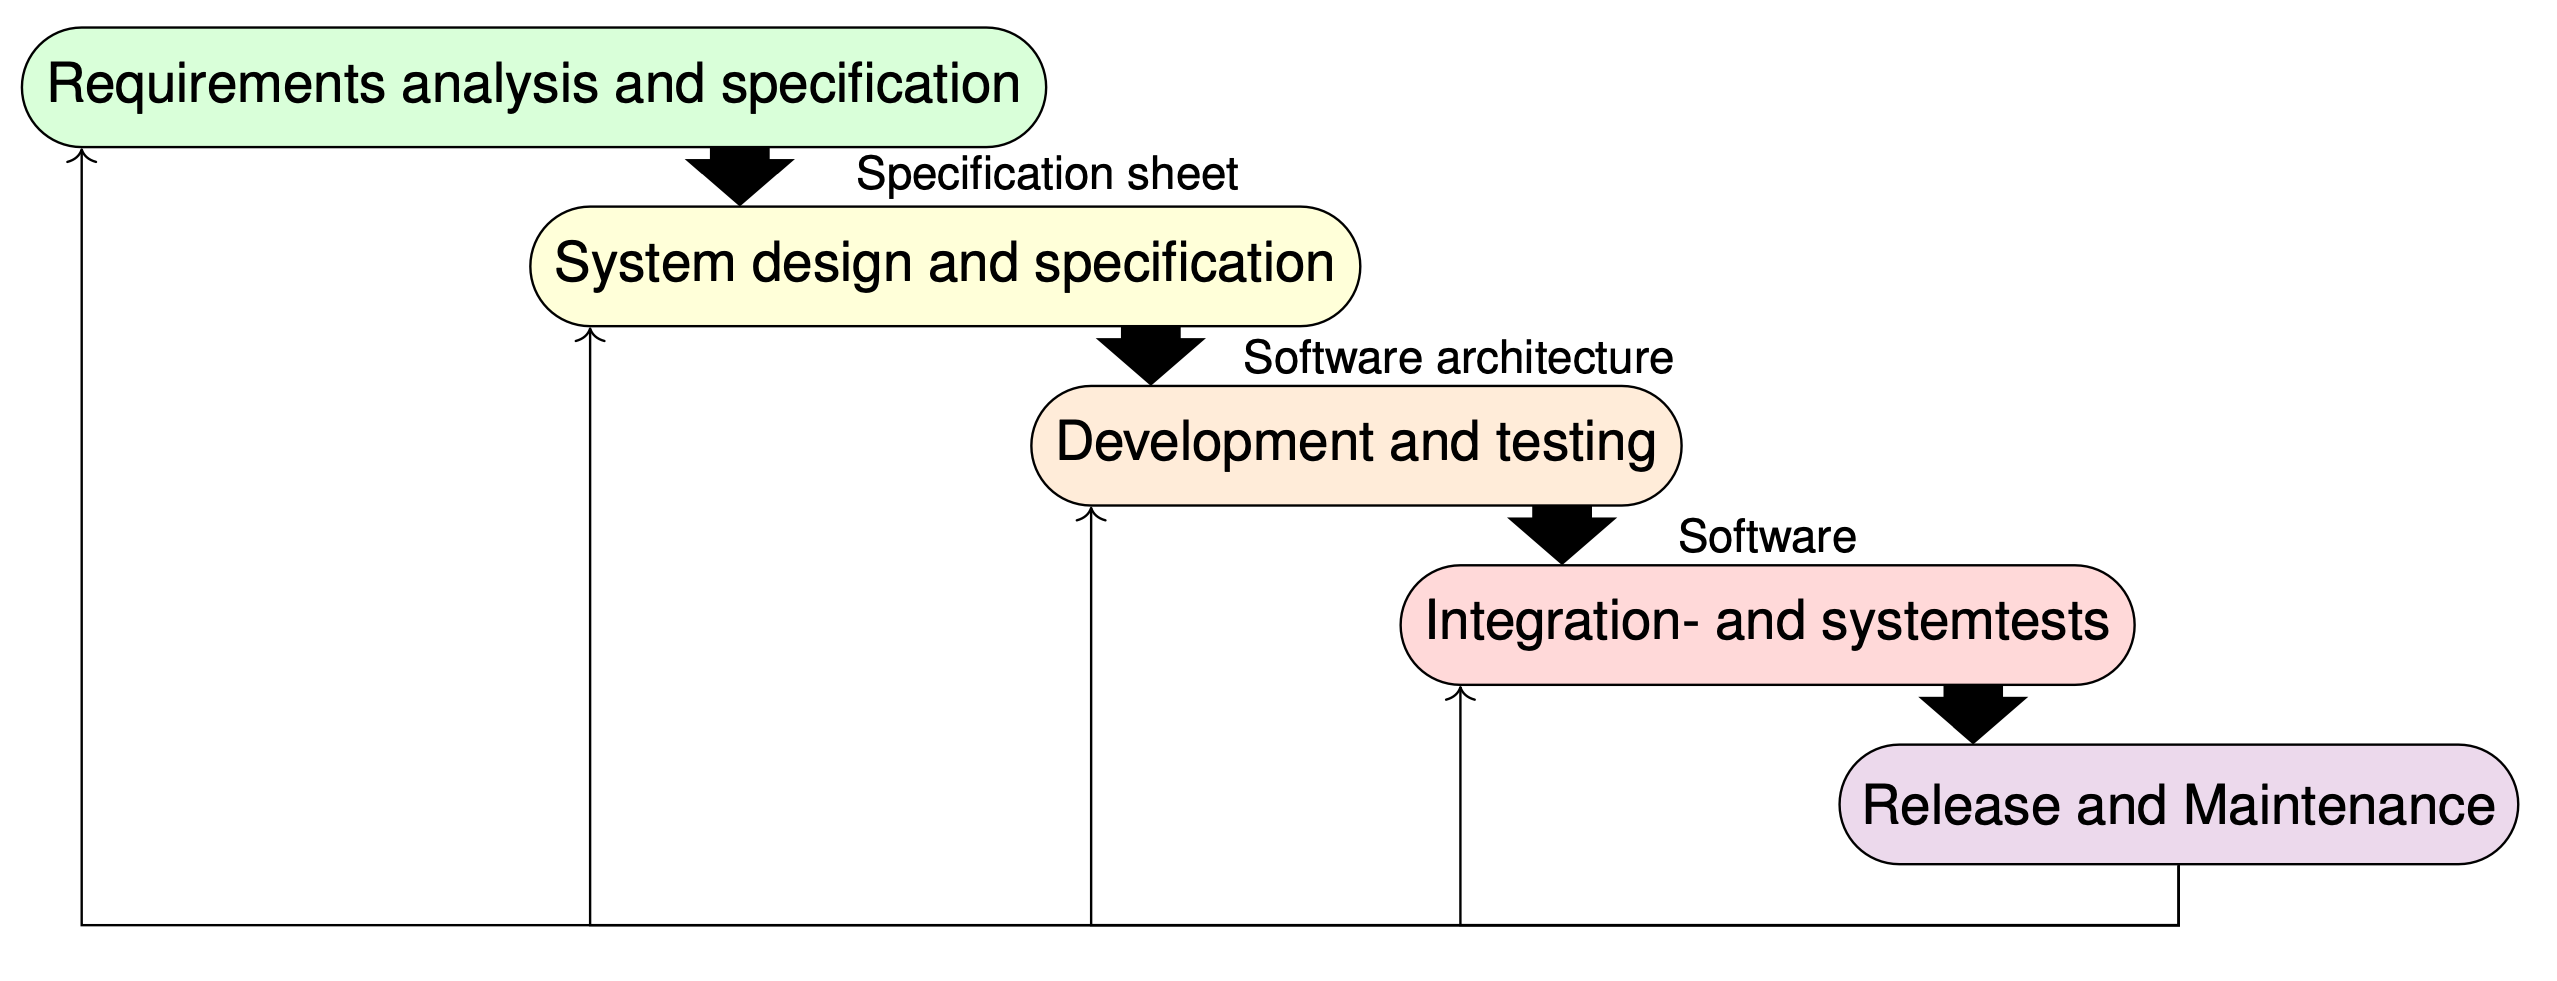 Requirements analysis and specification
Specification sheet
System design and specification
Software architecture
Development and testing
Software
Integration- and systemtests
Release and Maintenance